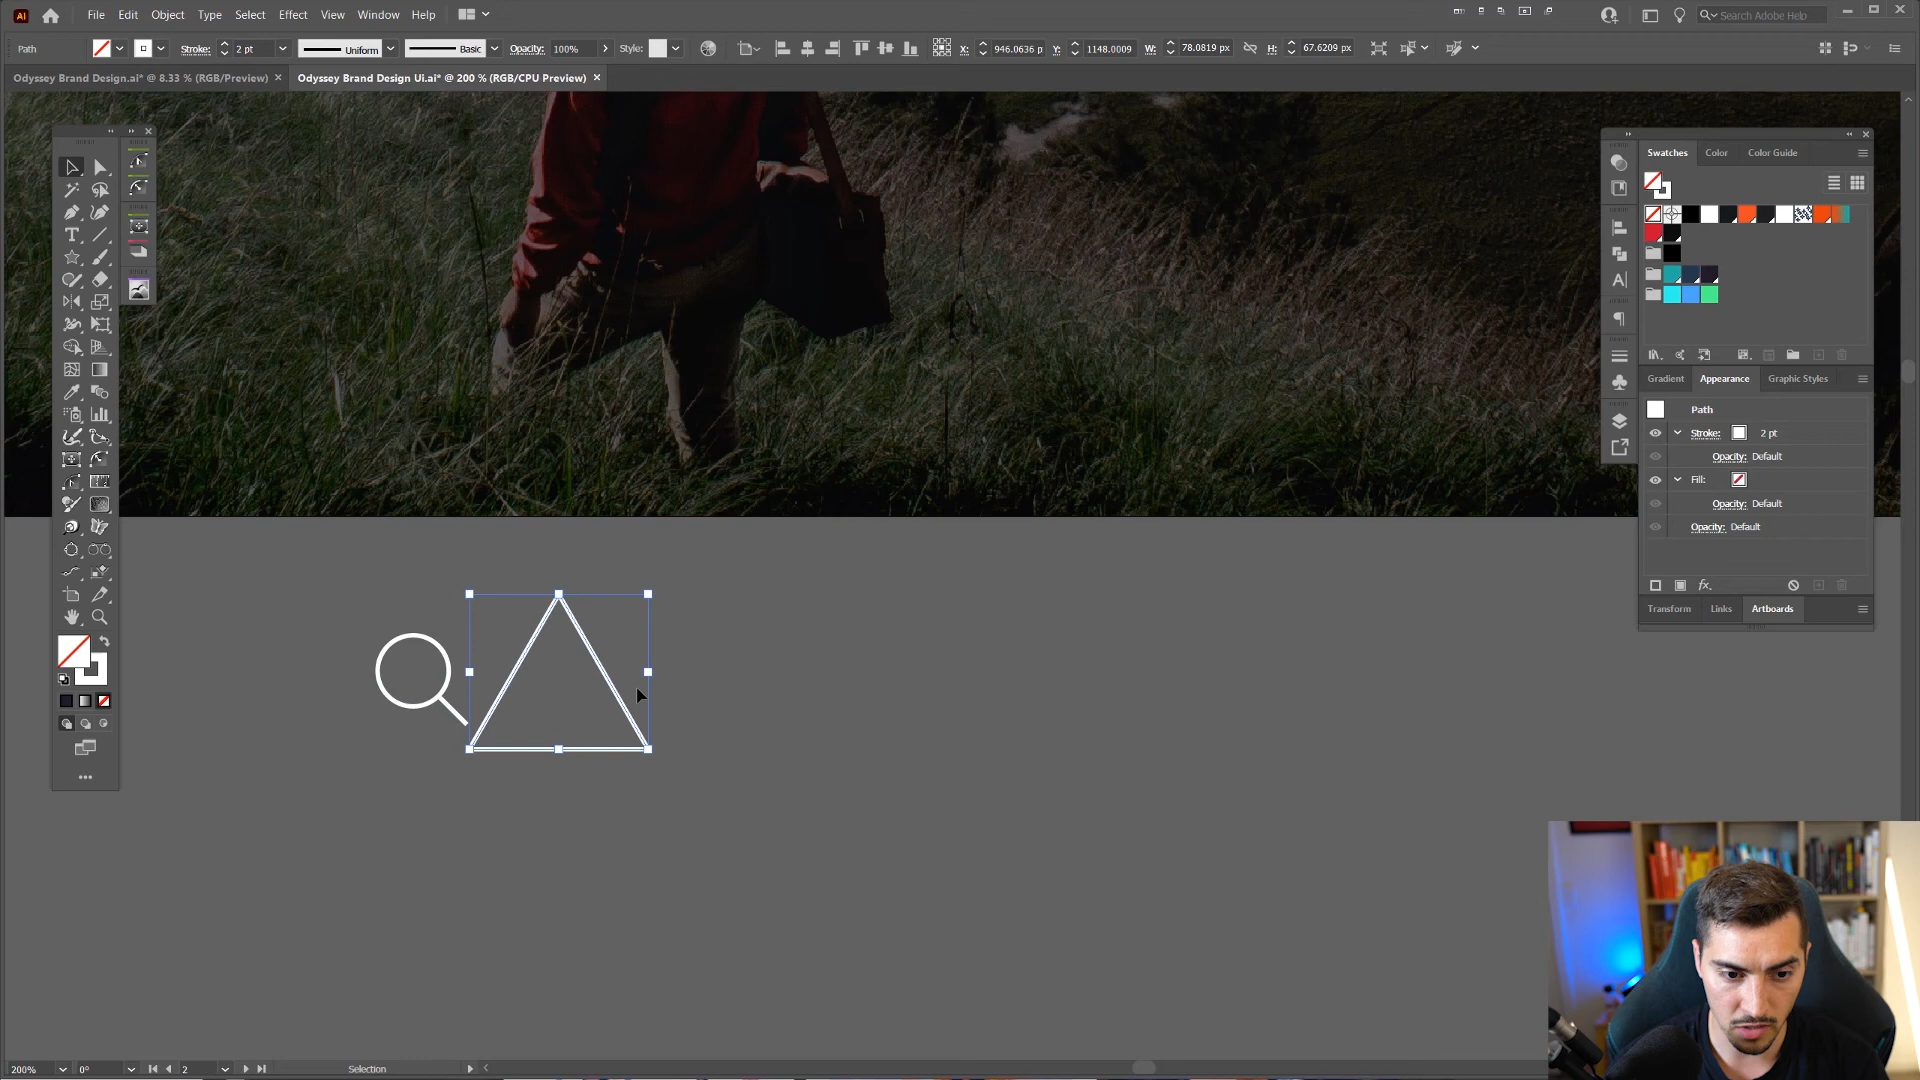 Ai File Edit Object Type Select Effect View Window Help Search Adobe Help
Path Stroke: 2 pt Uniform Basic Opacity: 100% Style: X: 946.0636 p Y: 1148.0009 W: 78.0819 px H: 67.6209 px
Odyssey Brand Design.ai* @ 8.33 % (RGB/Preview) × Odyssey Brand Design Ui.ai* @ 200 % (RGB/CPU Preview) ×
Swatches Color Color Guide
Gradient Appearance Graphic Styles
Path
Stroke: 2 pt
Opacity: Default
Fill:
Opacity: Default
Opacity: Default
fx.
Transform Links Artboards
200% 0° 2 Selection